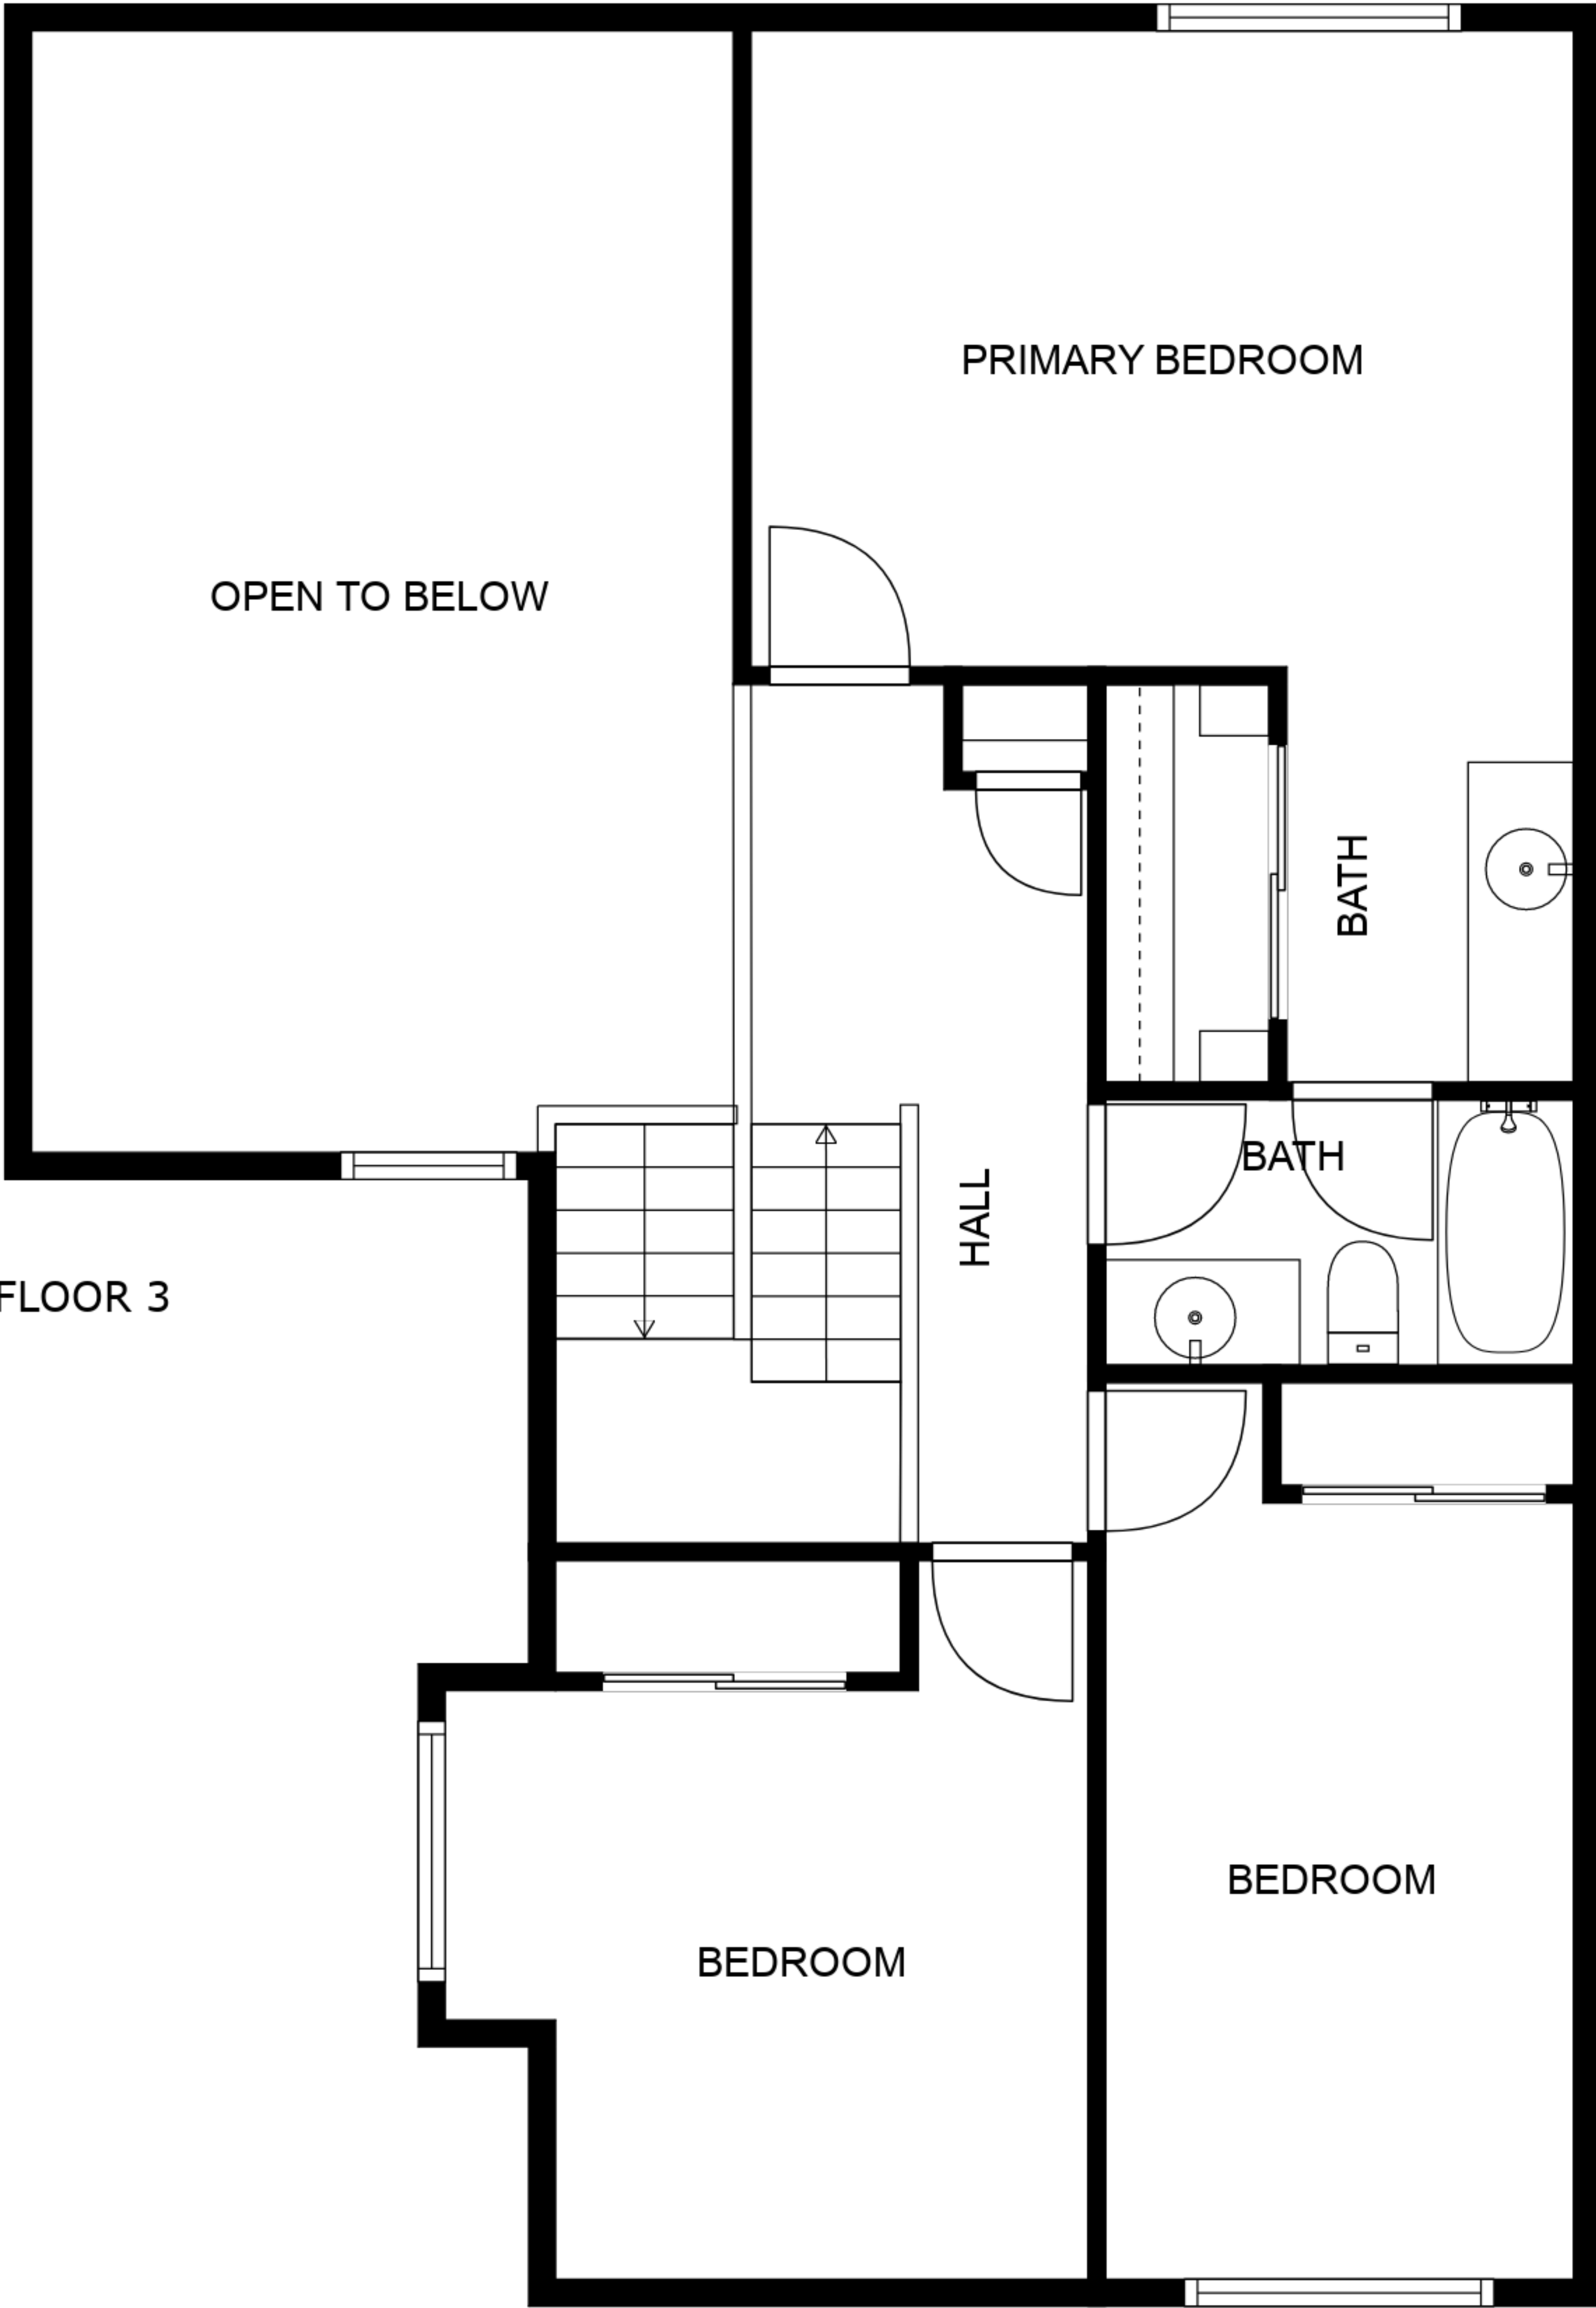 PRIMARY BEDROOM
OPEN TO BELOW
BATH
BATH
HALL
FLOOR 3
BEDROOM
BEDROOM